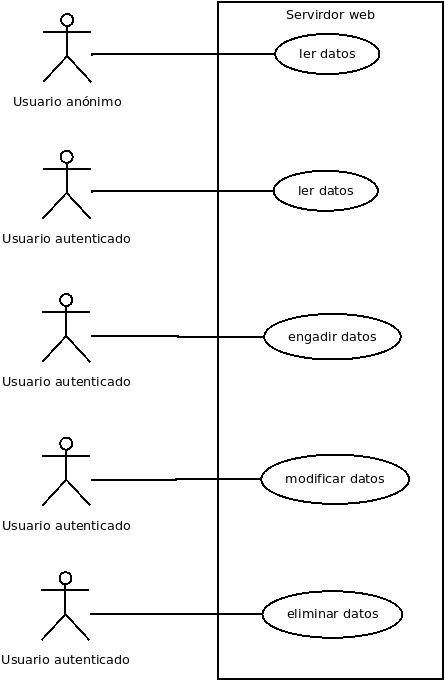 Servirdor web
ler datos
Usuario anónimo
ler datos
Usuario autenticado
engadir datos
Usuario autenticado
modificar datos
Usuario autenticado
eliminar datos
Usuario autenticado